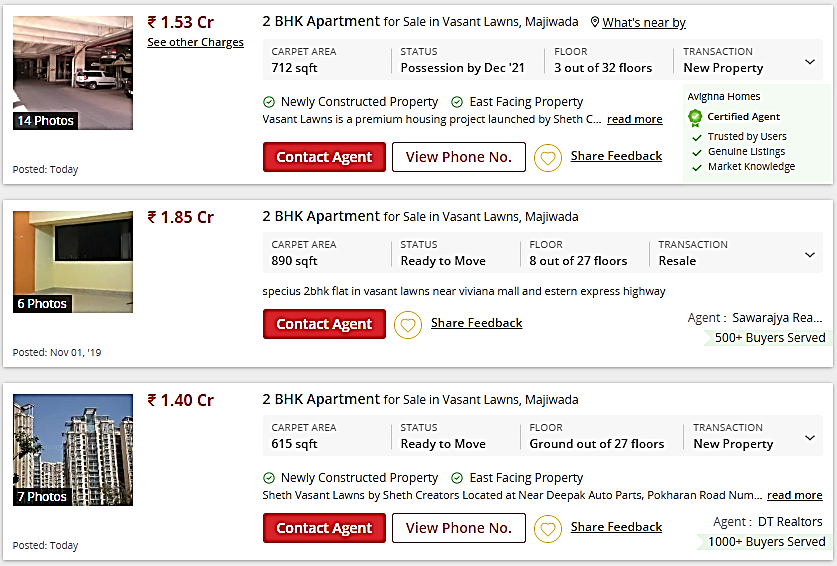 ₹ 1.53 Cr
See other Charges
14 Photos
Posted: Today
2 BHK Apartment for Sale in Vasant Lawns, Majiwada What's near by
CARPET AREA STATUS FLOOR TRANSACTION
712 sqft Possession by Dec '21 3 out of 32 floors New Property
Newly Constructed Property East Facing Property
Vasant Lawns is a premium housing project launched by Sheth C... read more
Contact Agent View Phone No. Share Feedback
Avighna Homes
Certified Agent
Trusted by Users
Genuine Listings
Market Knowledge
₹ 1.85 Cr
6 Photos
Posted: Nov 01, '19
2 BHK Apartment for Sale in Vasant Lawns, Majiwada
CARPET AREA STATUS FLOOR TRANSACTION
890 sqft Ready to Move 8 out of 27 floors Resale
specius 2bhk flat in vasant lawns near viviana mall and estern express highway
Contact Agent Share Feedback
Agent : Sawarajya Rea...
500+ Buyers Served
₹ 1.40 Cr
7 Photos
Posted: Today
2 BHK Apartment for Sale in Vasant Lawns, Majiwada
CARPET AREA STATUS FLOOR TRANSACTION
615 sqft Ready to Move Ground out of 27 floors New Property
Newly Constructed Property East Facing Property
Sheth Vasant Lawns by Sheth Creators Located at Near Deepak Auto Parts, Pokharan Road Num... read more
Contact Agent View Phone No. Share Feedback
Agent : DT Realtors
1000+ Buyers Served